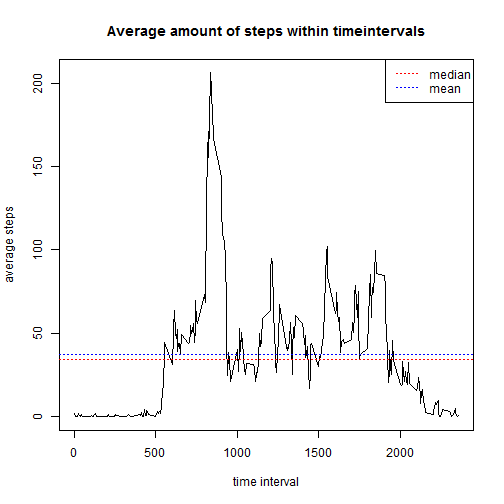 Average amount of steps within timeintervals
median
mean
average steps
200
150
100
50
0
0
500
1000
1500
2000
time interval